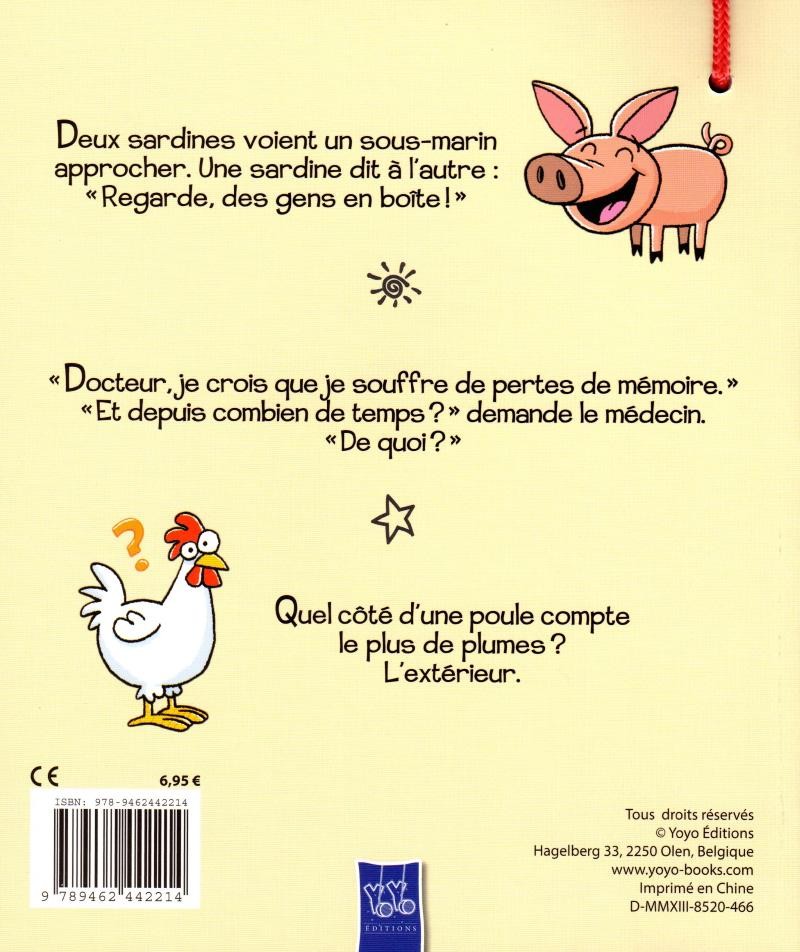 Deux sardines voient un sous-marin
approcher. Une sardine dit à l'autre :
« Regarde, des gens en boîte ! »
« Docteur, je crois que je souffre de pertes de mémoire. »
« Et depuis combien de temps ? » demande le médecin.
« De quoi ? »
?
Quel côté d'une poule compte
le plus de plumes ?
L'extérieur.
CE 6,95 €
ISBN: 978-9462442214
9 789462 442214
Tous droits réservés
© Yoyo Éditions
Hagelberg 33, 2250 Olen, Belgique
www.yoyo-books.com
Imprimé en Chine
D-MMXIII-8520-466
YOYO
ÉDITIONS